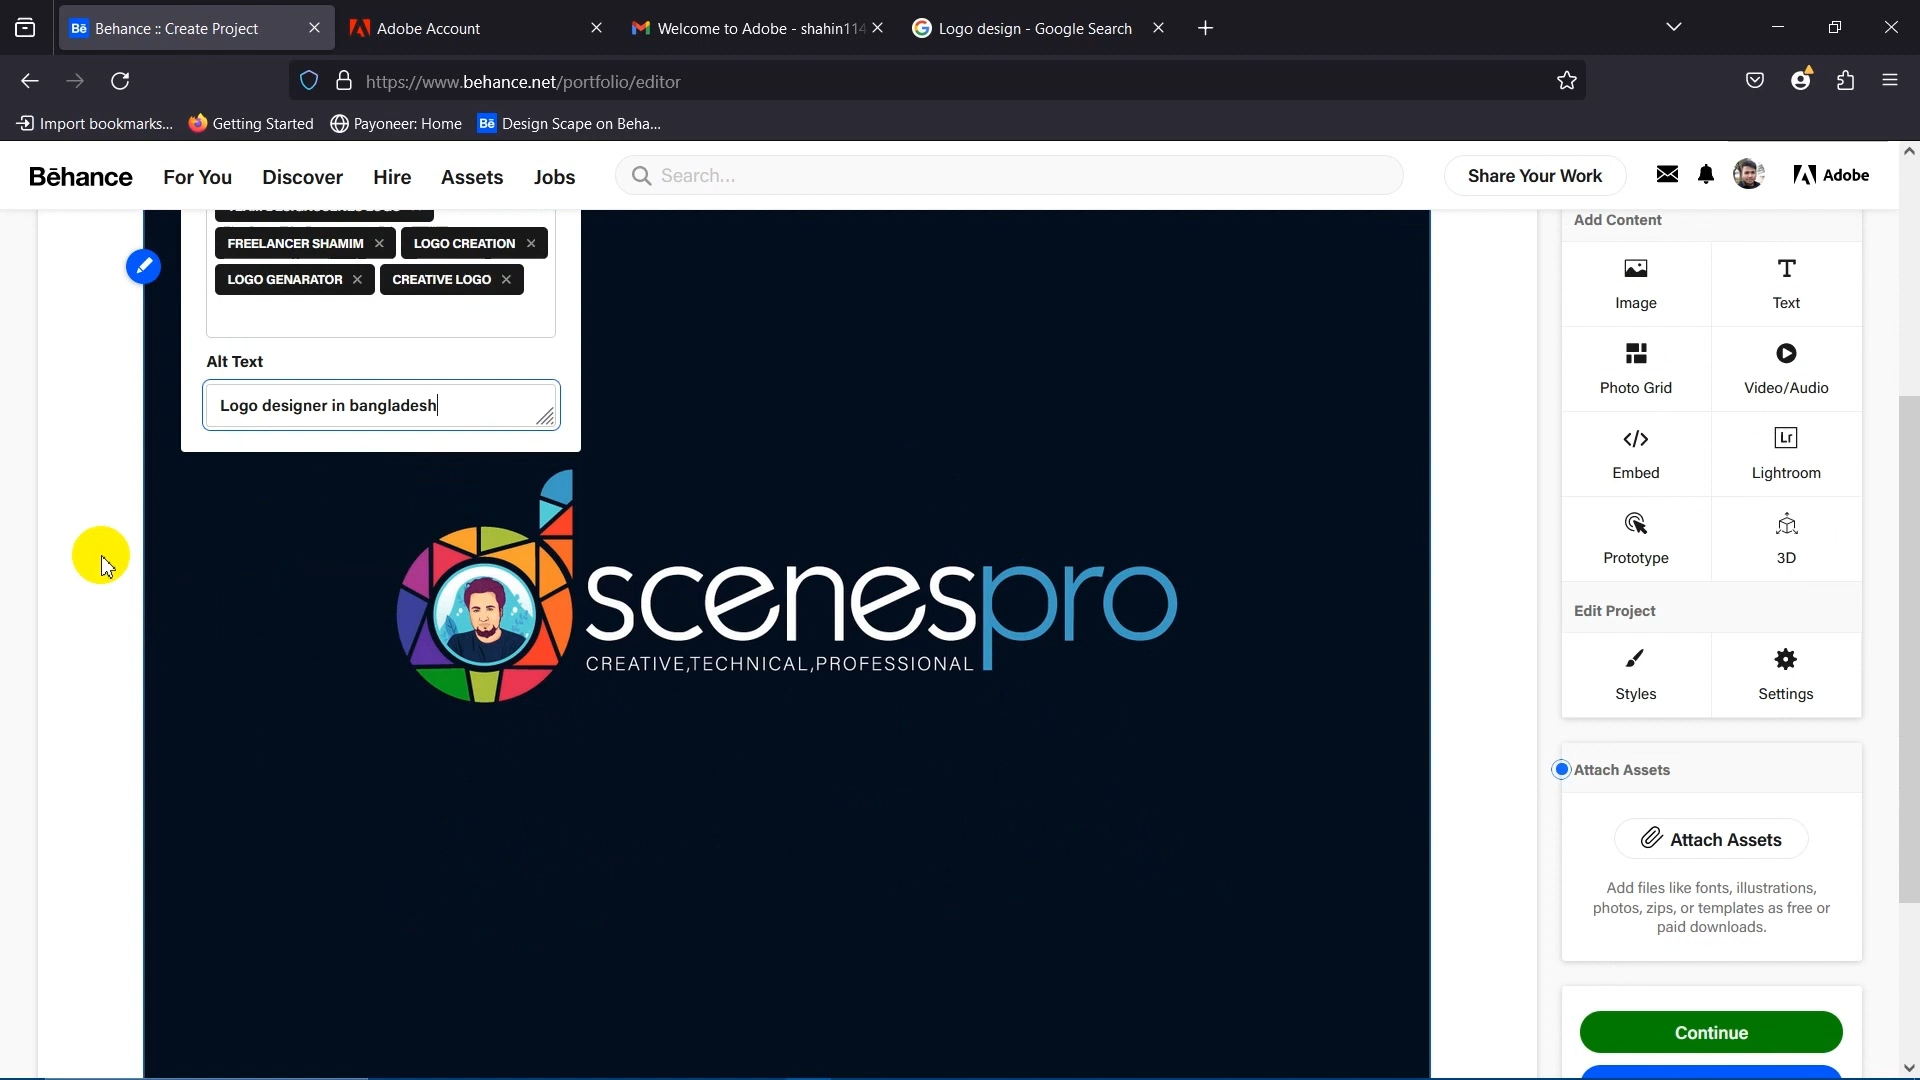 Bē Behance :: Create Project
Adobe Account
Welcome to Adobe - shahin114
Logo design - Google Search
https://www.behance.net/portfolio/editor
Import bookmarks...
Getting Started
Payoneer: Home
Bē Design Scape on Beha...
Bēhance
For You
Discover
Hire
Assets
Jobs
Search...
Share Your Work
Adobe
FREELANCER SHAMIM
LOGO CREATION
LOGO GENARATOR
CREATIVE LOGO
Alt Text
Logo designer in bangladesh
scenespro
CREATIVE,TECHNICAL,PROFESSIONAL
Add Content
Image
Text
Photo Grid
Video/Audio
Embed
Lr
Lightroom
Prototype
3D
Edit Project
Styles
Settings
Attach Assets
Attach Assets
Add files like fonts, illustrations,
photos, zips, or templates as free or
paid downloads.
Continue